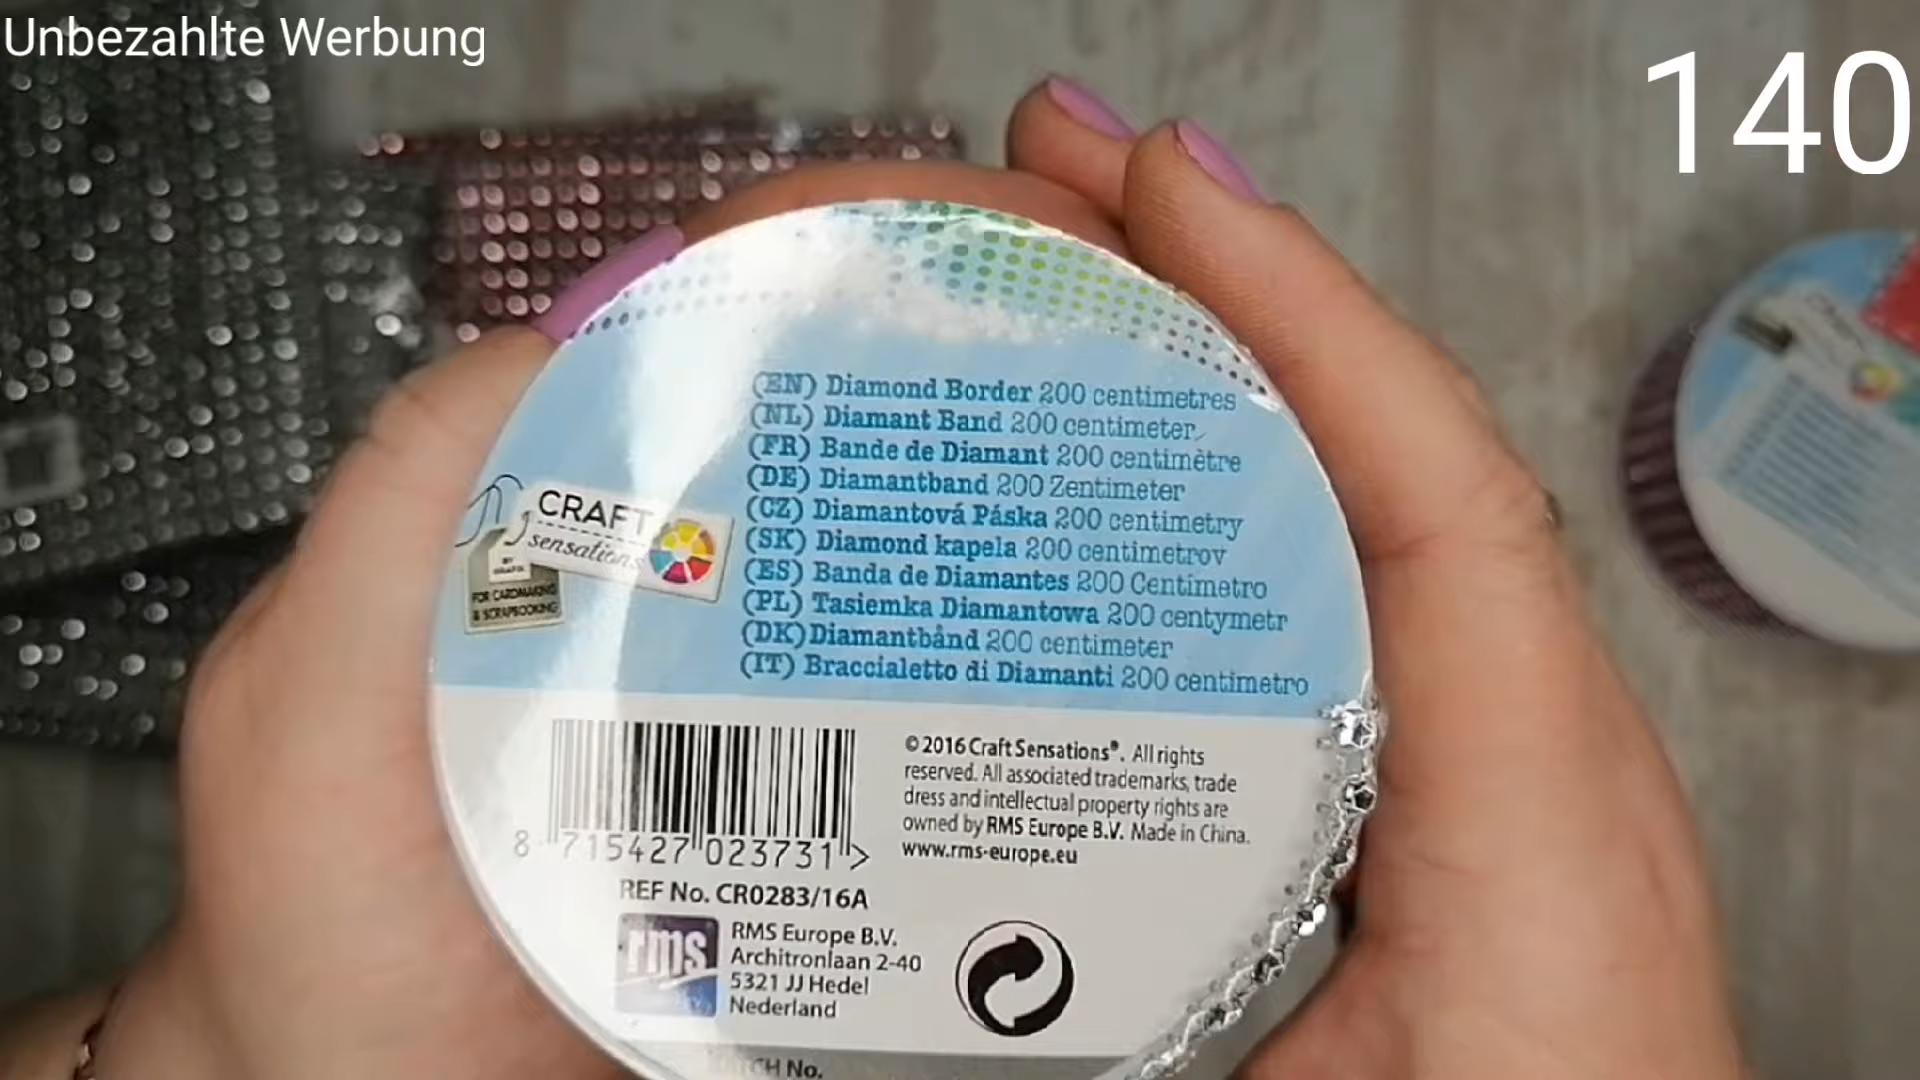 Unbezahlte Werbung
140
(EN) Diamond Border 200 centimetres
(NL) Diamant Band 200 centimeter
(FR) Bande de Diamant 200 centimètre
(DE) Diamantband 200 Zentimeter
(CZ) Diamantová Páska 200 centimetry
(SK) Diamond kapela 200 centimetrov
(ES) Banda de Diamantes 200 Centimetro
(PL) Tasiemka Diamantowa 200 centymetr
(DK) Diamantbånd 200 centimeter
(IT) Braccialetto di Diamanti 200 centimetro
CRAFT
sensations
BY
FOR CARDMAKING
& SCRAPBOOKING
8 715427 023731 >
REF No. CR0283/16A
© 2016 Craft Sensations®. All rights
reserved. All associated trademarks, trade
dress and intellectual property rights are
owned by RMS Europe B.V. Made in China.
www.rms-europe.eu
rms
RMS Europe B.V.
Architronlaan 2-40
5321 JJ Hedel
Nederland
No.